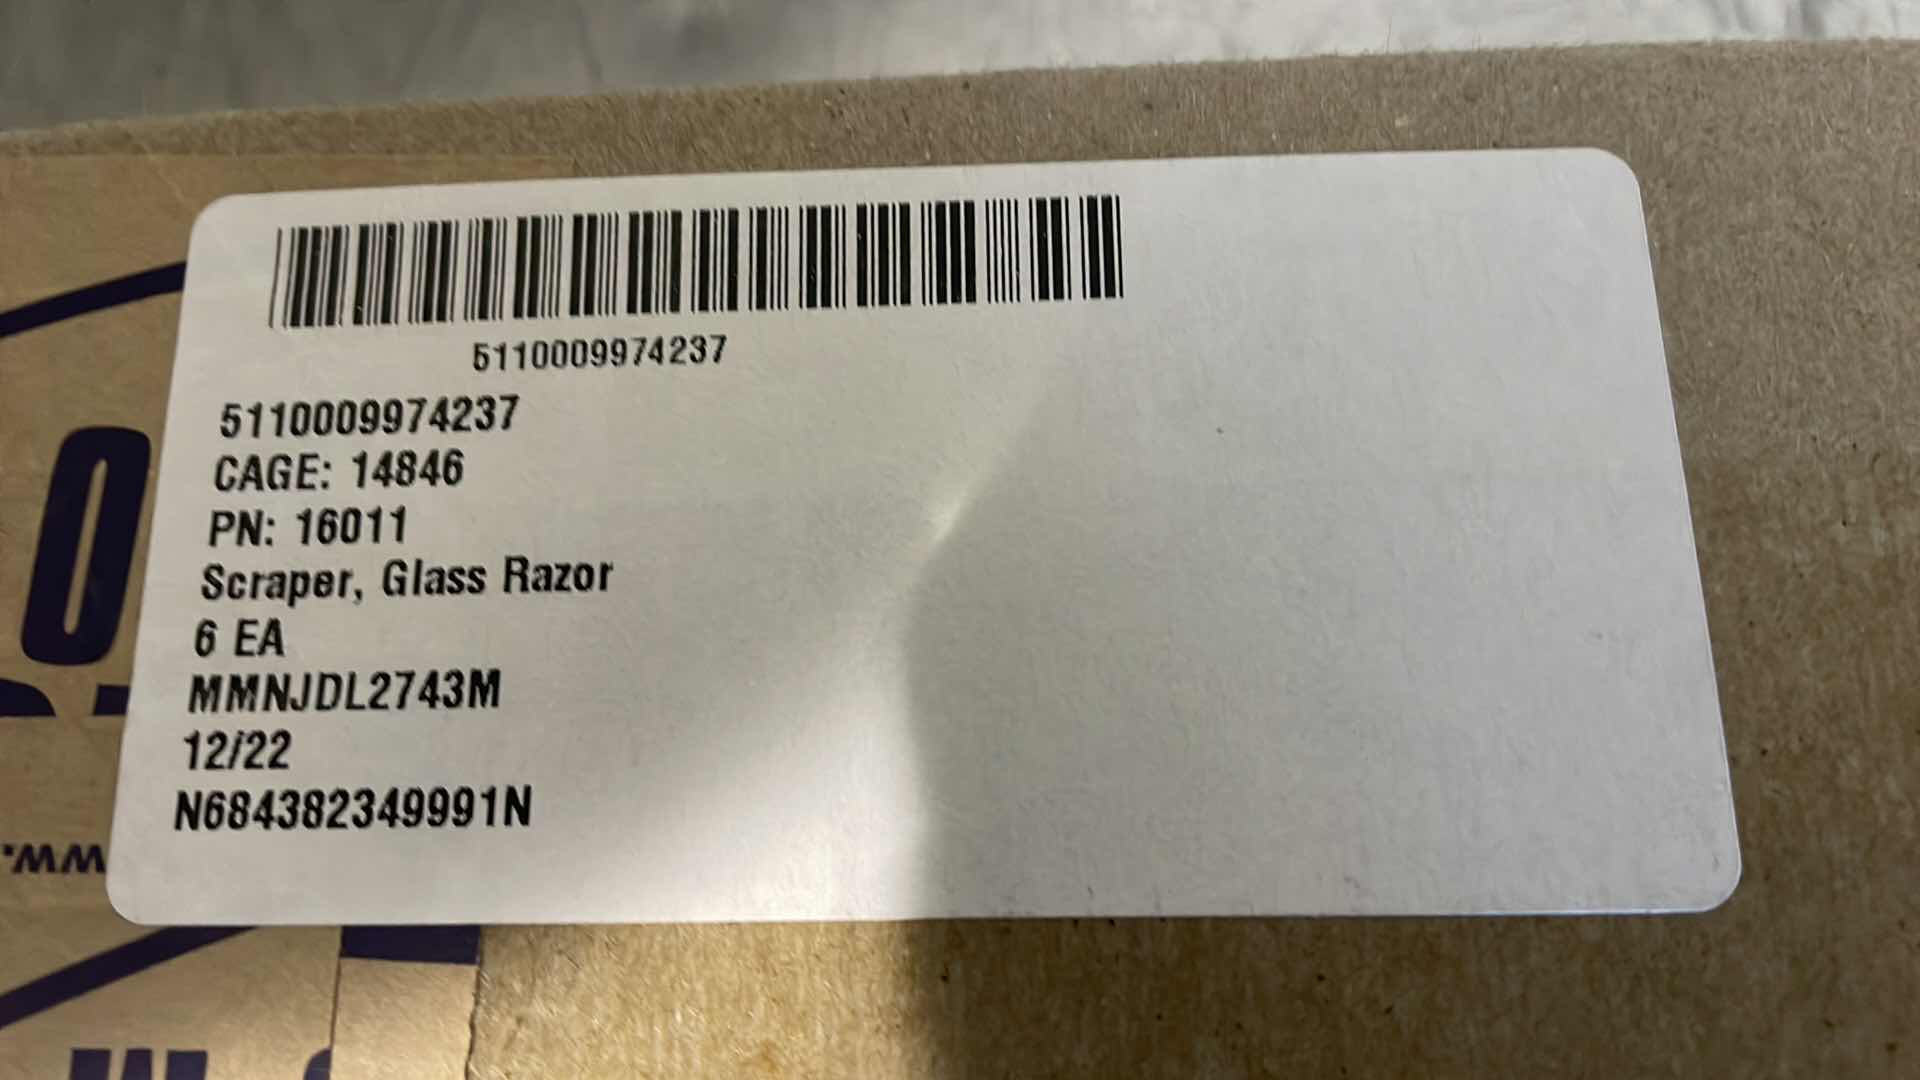 5110009974237
5110009974237
CAGE: 14846
PN: 16011
Scraper, Glass Razor
6 EA
MMNJDL2743M
12/22
N684382349991N